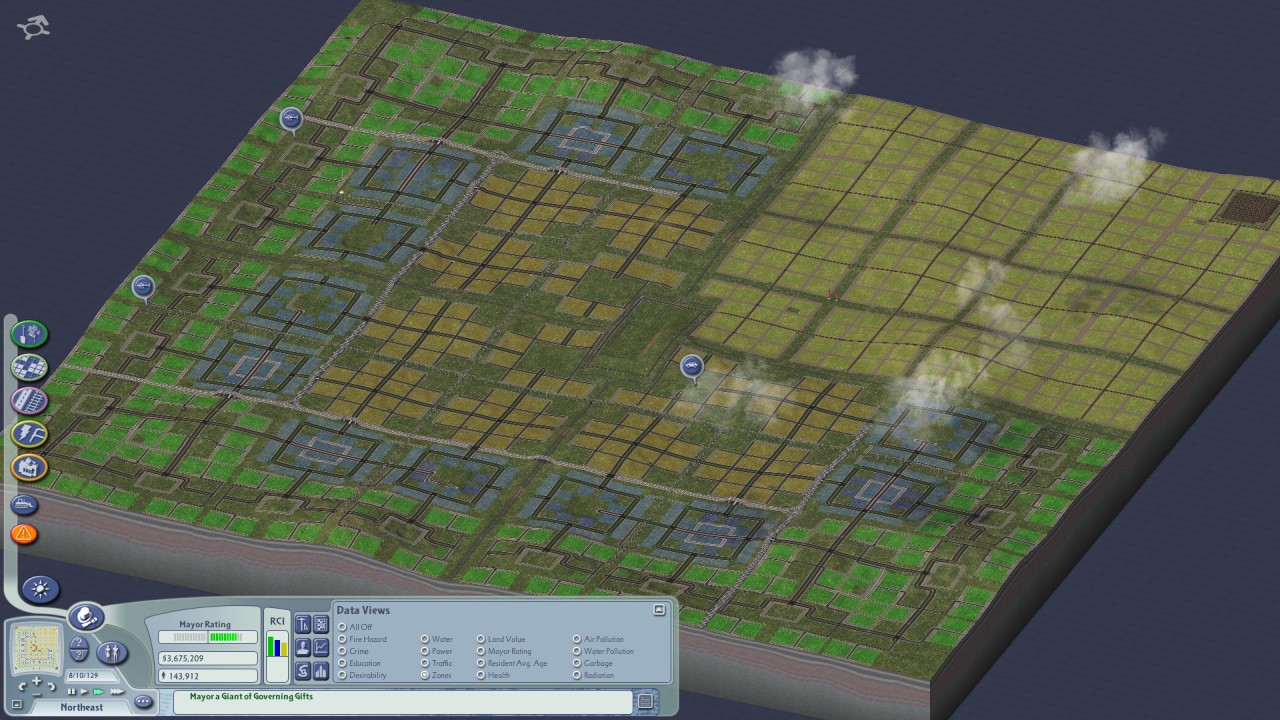 Mayor Rating
§3,675,209
143,912
RCI
8/10/129
Northeast
Data Views
All Off
Fire Hazard
Crime
Education
Desirability
Water
Power
Traffic
Zones
Land Value
Mayor Rating
Resident Avg. Age
Health
Air Pollution
Water Pollution
Garbage
Radiation
Mayor a Giant of Governing Gifts